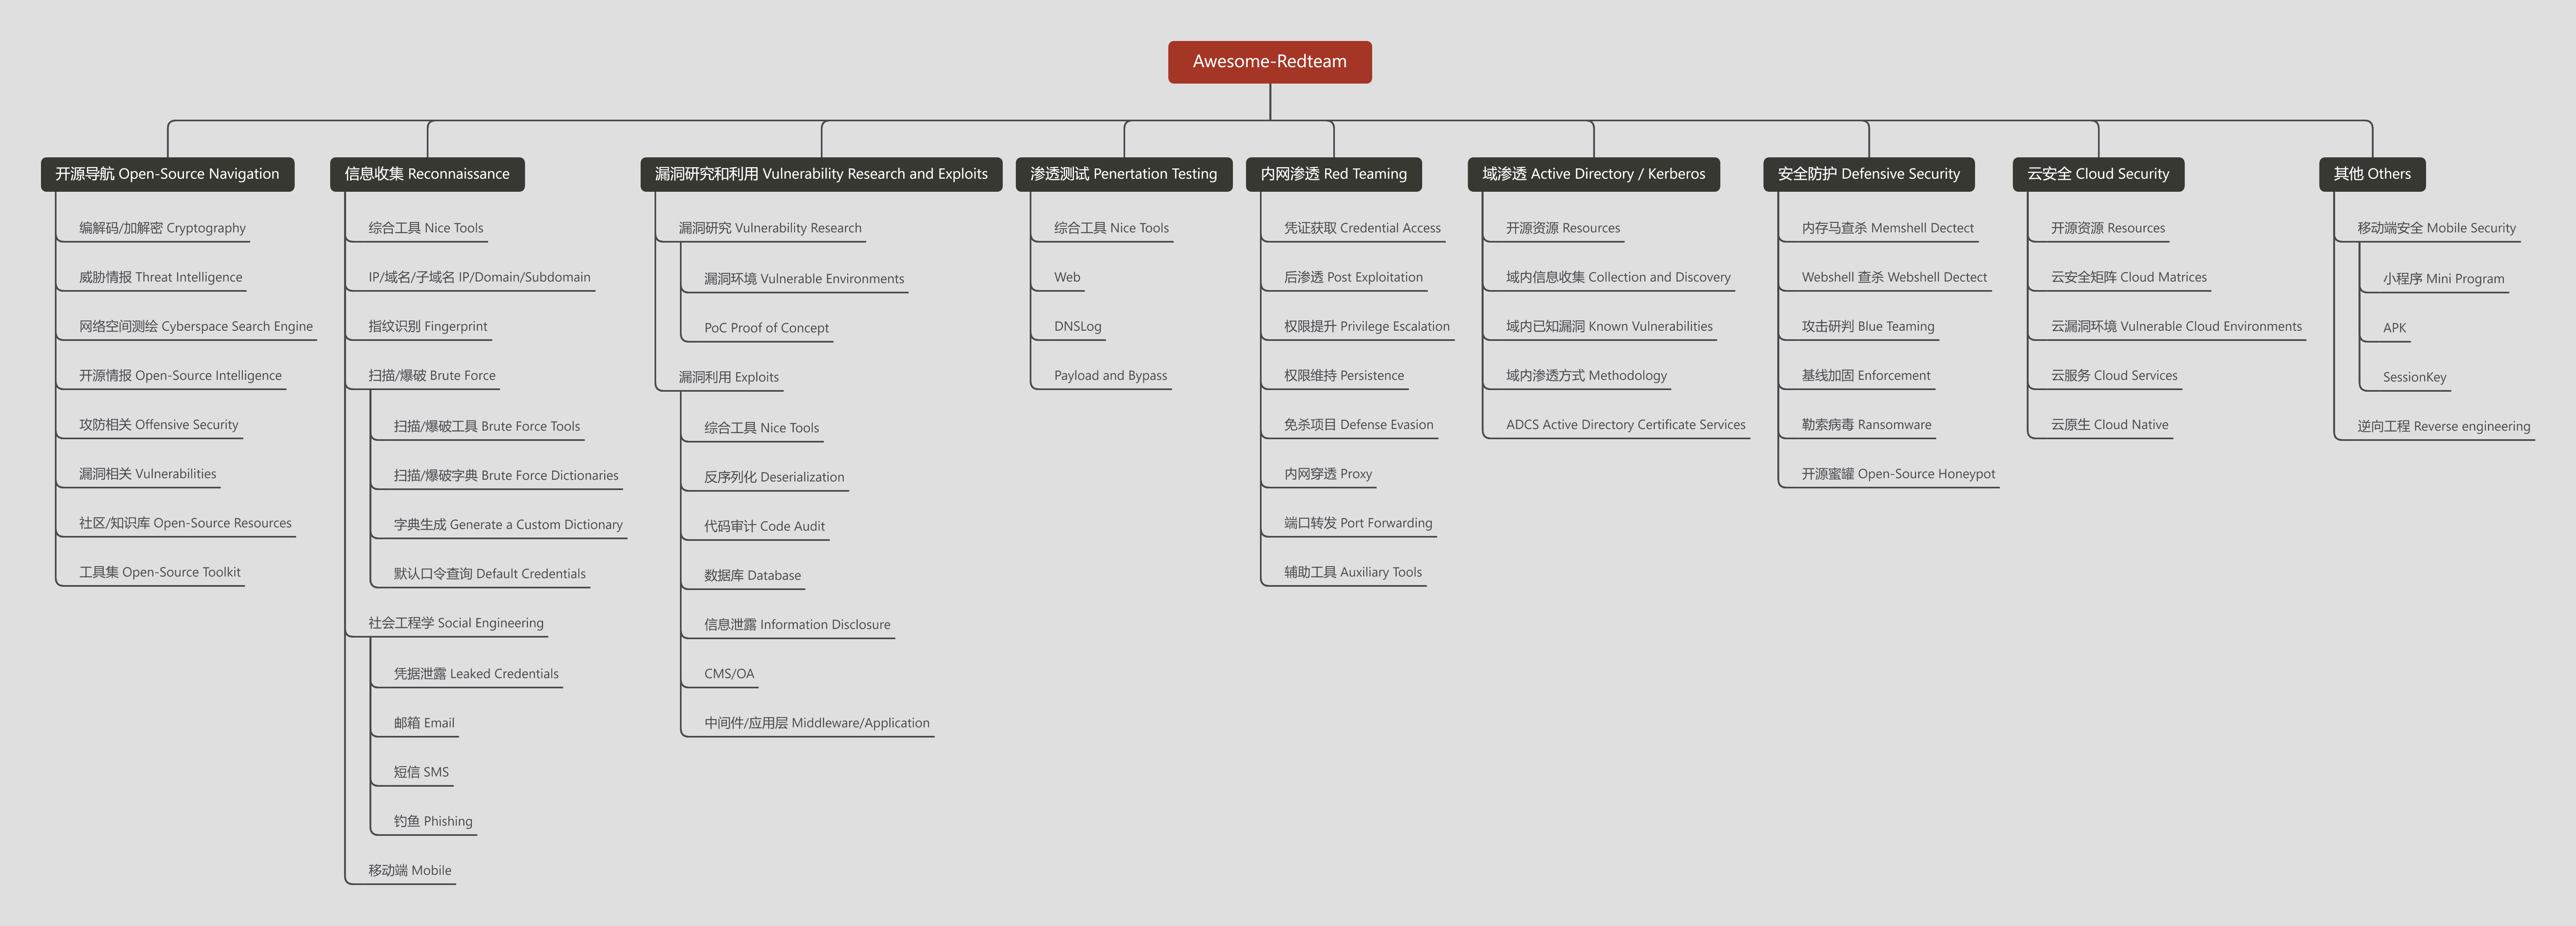 Awesome-Redteam
开源导航 Open-Source Navigation
编解码/加解密 Cryptography
威胁情报 Threat Intelligence
网络空间测绘 Cyberspace Search Engine
开源情报 Open-Source Intelligence
攻防相关 Offensive Security
漏洞相关 Vulnerabilities
社区/知识库 Open-Source Resources
工具集 Open-Source Toolkit
信息收集 Reconnaissance
综合工具 Nice Tools
IP/域名/子域名 IP/Domain/Subdomain
指纹识别 Fingerprint
扫描/爆破 Brute Force
扫描/爆破工具 Brute Force Tools
扫描/爆破字典 Brute Force Dictionaries
字典生成 Generate a Custom Dictionary
默认口令查询 Default Credentials
社会工程学 Social Engineering
凭据泄露 Leaked Credentials
邮箱 Email
短信 SMS
钓鱼 Phishing
移动端 Mobile
漏洞研究和利用 Vulnerability Research and Exploits
漏洞研究 Vulnerability Research
漏洞环境 Vulnerable Environments
PoC Proof of Concept
漏洞利用 Exploits
综合工具 Nice Tools
反序列化 Deserialization
代码审计 Code Audit
数据库 Database
信息泄露 Information Disclosure
CMS/OA
中间件/应用层 Middleware/Application
渗透测试 Penertation Testing
综合工具 Nice Tools
Web
DNSLog
Payload and Bypass
内网渗透 Red Teaming
凭证获取 Credential Access
后渗透 Post Exploitation
权限提升 Privilege Escalation
权限维持 Persistence
免杀项目 Defense Evasion
内网穿透 Proxy
端口转发 Port Forwarding
辅助工具 Auxiliary Tools
域渗透 Active Directory / Kerberos
开源资源 Resources
域内信息收集 Collection and Discovery
域内已知漏洞 Known Vulnerabilities
域内渗透方式 Methodology
ADCS Active Directory Certificate Services
安全防护 Defensive Security
内存马查杀 Memshell Dectect
Webshell 查杀 Webshell Dectect
攻击研判 Blue Teaming
基线加固 Enforcement
勒索病毒 Ransomware
开源蜜罐 Open-Source Honeypot
云安全 Cloud Security
开源资源 Resources
云安全矩阵 Cloud Matrices
云漏洞环境 Vulnerable Cloud Environments
云服务 Cloud Services
云原生 Cloud Native
其他 Others
移动端安全 Mobile Security
小程序 Mini Program
APK
SessionKey
逆向工程 Reverse engineering